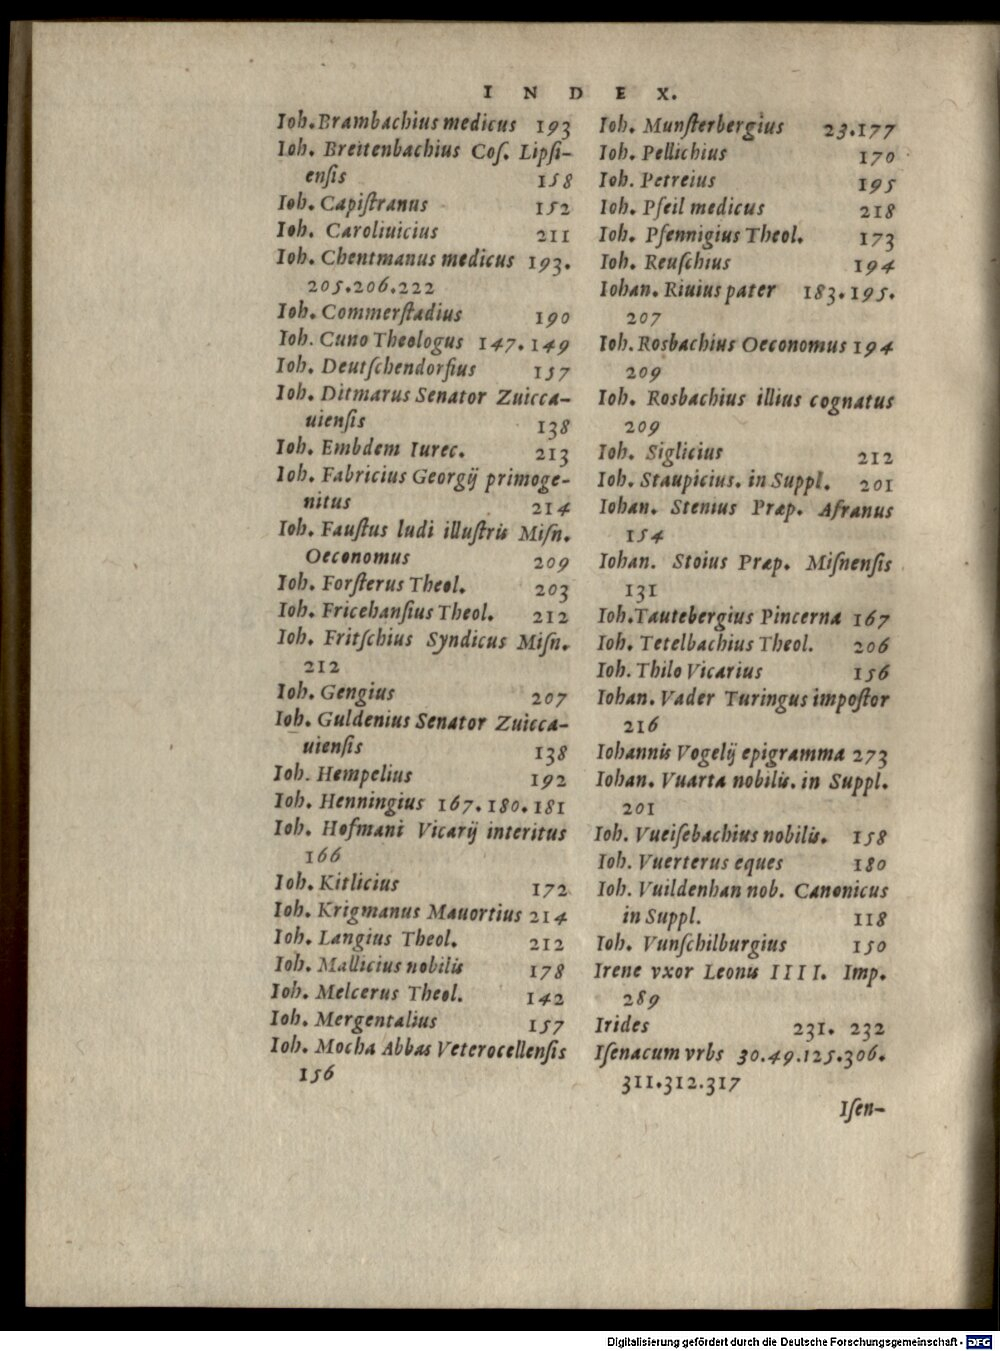 INDEX.
Ioh. Brambachius medicus 193
Ioh. Breitenbachius Coſ. Lipſi-
enſis 158
Ioh. Capiſtranus 152
Ioh. Caroliuicius 211
Ioh. Chentmanus medicus 193.
205.206.222
Ioh. Commerſtadius 190
Ioh. Cuno Theologus 147.149
Ioh. Deutſchendorfius 157
Ioh. Ditmarus Senator Zuicca-
uienſis 138
Ioh. Embdem Iurec. 213
Ioh. Fabricius Georgij primoge-
nitus 214
Ioh. Fauſtus ludi illuſtris Miſn.
Oeconomus 209
Ioh. Forſterus Theol. 203
Ioh. Fricehanſius Theol. 212
Ioh. Fritſchius Syndicus Miſn.
212
Ioh. Gengius 207
Ioh. Guldenius Senator Zuicca-
uienſis 138
Ioh. Hempelius 192
Ioh. Henningius 167.180.181
Ioh. Hofmani Vicarij interitus
166
Ioh. Kitlicius 172
Ioh. Krigmanus Mauortius 214
Ioh. Langius Theol. 212
Ioh. Mallicius nobilis 178
Ioh. Melcerus Theol. 142
Ioh. Mergentalius 157
Ioh. Mocha Abbas Veterocellenſis
156
Ioh. Munſterbergius 23.177
Ioh. Pellichius 170
Ioh. Petreius 195
Ioh. Pfeil medicus 218
Ioh. Pfennigius Theol. 173
Ioh. Reuſchius 194
Iohan. Riuius pater 183.195.
207
Ioh. Rosbachius Oeconomus 194
209
Ioh. Rosbachius illius cognatus
209
Ioh. Siglicius 212
Ioh. Staupicius. in Suppl. 201
Iohan. Stenius Præp. Afranus
154
Iohan. Stoius Præp. Miſnenſis
131
Ioh. Tautebergius Pincerna 167
Ioh. Tetelbachius Theol. 206
Ioh. Thilo Vicarius 156
Iohan. Vader Turingus impoſtor
216
Iohannis Vogelij epigramma 273
Iohan. Vuarta nobilis. in Suppl.
201
Ioh. Vueiſebachius nobilis. 158
Ioh. Vuerterus eques 180
Ioh. Vuildenhan nob. Canonicus
in Suppl. 118
Ioh. Vunſchilburgius 150
Irene vxor Leonis IIII. Imp.
289
Irides 231. 232
Iſenacum vrbs 30.49.125.306.
311.312.317
Iſen-
Digitalisierung gefördert durch die Deutsche Forschungsgemeinschaft - DFG